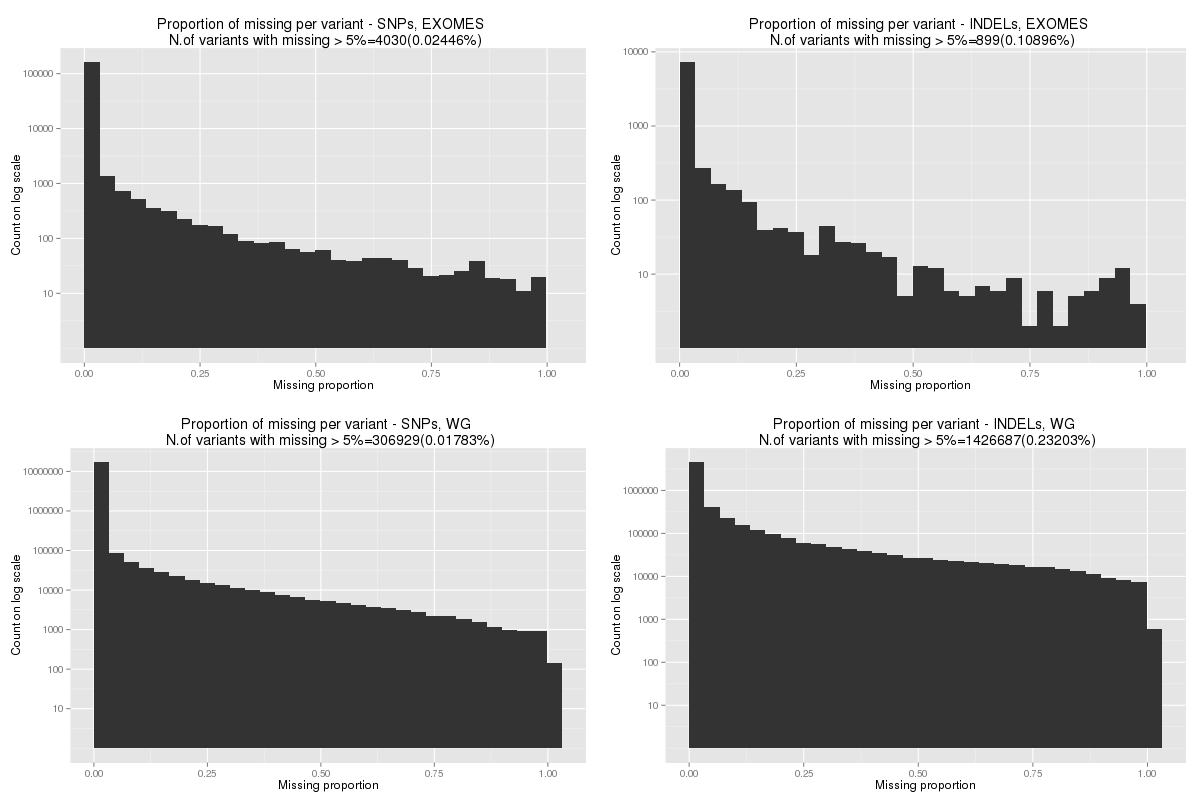 Proportion of missing per variant - SNPs, EXOMES
N.of variants with missing > 5%=4030(0.02446%)
Count on log scale
100000
10000
1000
100
10
0.00 0.25 0.50 0.75 1.00
Missing proportion
Proportion of missing per variant - INDELs, EXOMES
N.of variants with missing > 5%=899(0.10896%)
Count on log scale
10000
1000
100
10
0.00 0.25 0.50 0.75 1.00
Missing proportion
Proportion of missing per variant - SNPs, WG
N.of variants with missing > 5%=306929(0.01783%)
Count on log scale
10000000
1000000
100000
10000
1000
100
10
0.00 0.25 0.50 0.75 1.00
Missing proportion
Proportion of missing per variant - INDELs, WG
N.of variants with missing > 5%=1426687(0.23203%)
Count on log scale
1000000
100000
10000
1000
100
10
0.00 0.25 0.50 0.75 1.00
Missing proportion